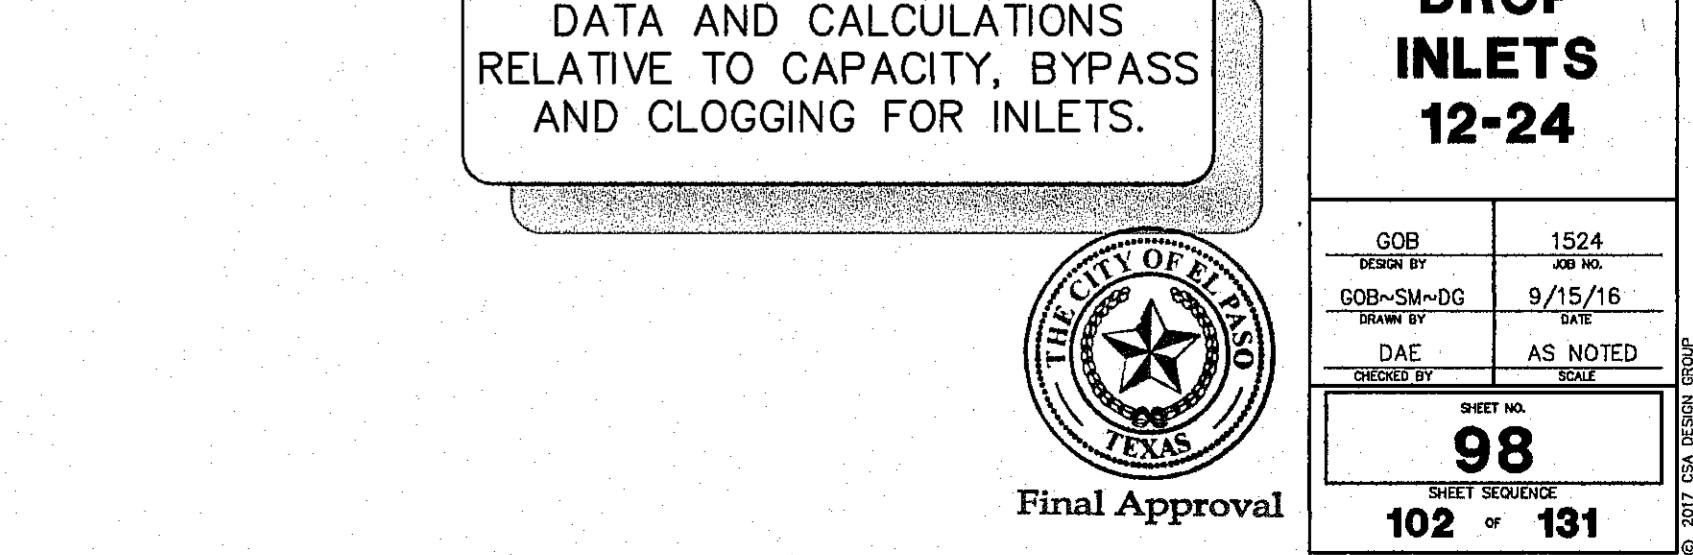 DATA AND CALCULATIONS
RELATIVE TO CAPACITY, BYPASS
AND CLOGGING FOR INLETS.
DROP
INLETS
12-24
GOB
DESIGN BY
1524
JOB NO.
GOB~SM~DG
DRAWN BY
9/15/16
DATE
DAE
CHECKED BY
AS NOTED
SCALE
SHEET NO.
98
SHEET SEQUENCE
102 OF 131
© 2017 CSA DESIGN GROUP
THE CITY OF EL PASO
TEXAS
Final Approval